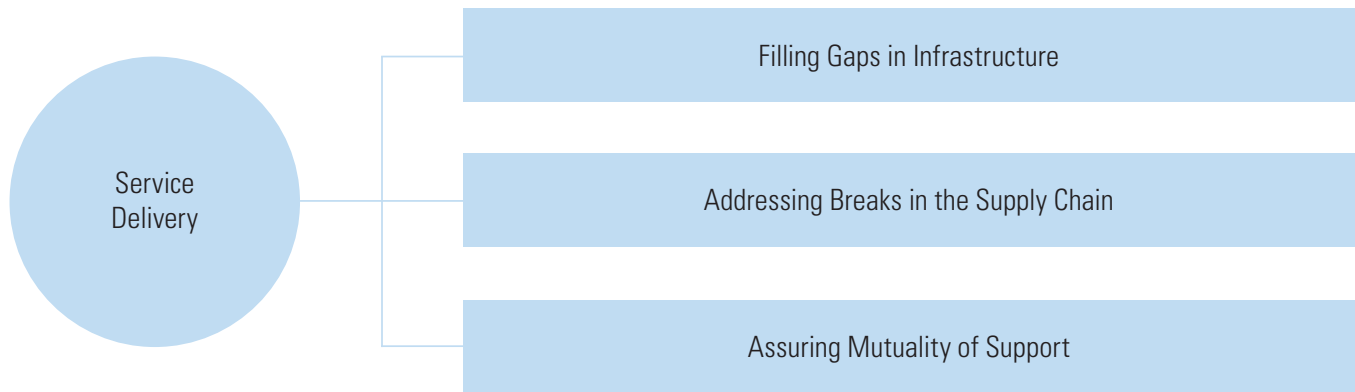 Service
Delivery
Filling Gaps in Infrastructure
Addressing Breaks in the Supply Chain
Assuring Mutuality of Support